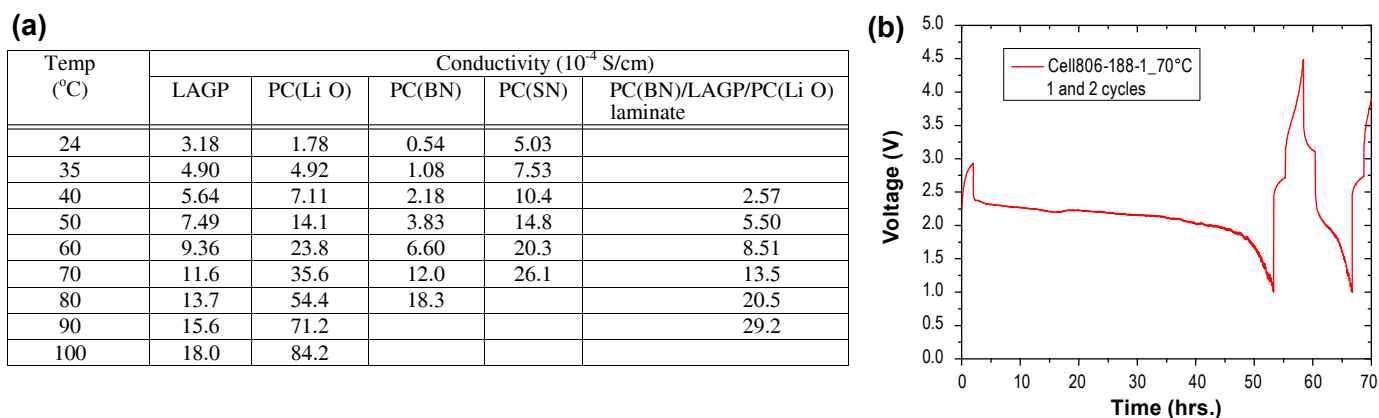 (a)
Temp (°C) Conductivity (10-4 S/cm)
LAGP PC(Li O) PC(BN) PC(SN) PC(BN)/LAGP/PC(Li O) laminate
24 3.18 1.78 0.54 5.03
35 4.90 4.92 1.08 7.53
40 5.64 7.11 2.18 10.4 2.57
50 7.49 14.1 3.83 14.8 5.50
60 9.36 23.8 6.60 20.3 8.51
70 11.6 35.6 12.0 26.1 13.5
80 13.7 54.4 18.3 20.5
90 15.6 71.2 29.2
100 18.0 84.2
(b)
5.0
4.5
4.0
3.5
3.0
2.5
2.0
1.5
1.0
0.5
0.0
Voltage (V)
Cell806-188-1_70°C
1 and 2 cycles
0 10 20 30 40 50 60 70
Time (hrs.)